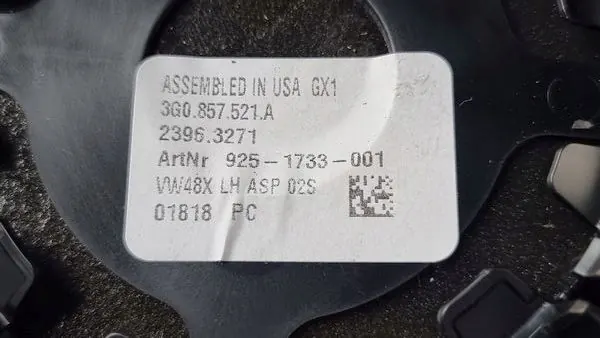 ASSEMBLED IN USA GX1
3G0.857.521.A
2396.3271
ArtNr 925-1733-001
VW48X LH ASP 02S
01818 PC